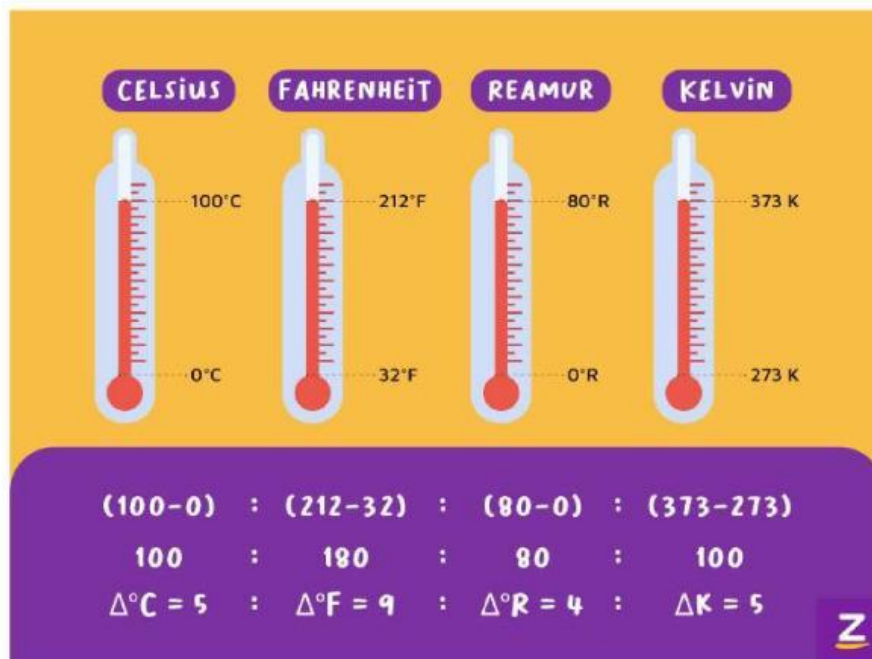 CELSIUS FAHRENHEIT REAMUR KELVIN
100°C 212°F 80°R 373 K
0°C 32°F 0°R 273 K
(100-0) : (212-32) : (80-0) : (373-273)
100 : 180 : 80 : 100
Δ°C = 5 : Δ°F = 9 : Δ°R = 4 : ΔK = 5
Z